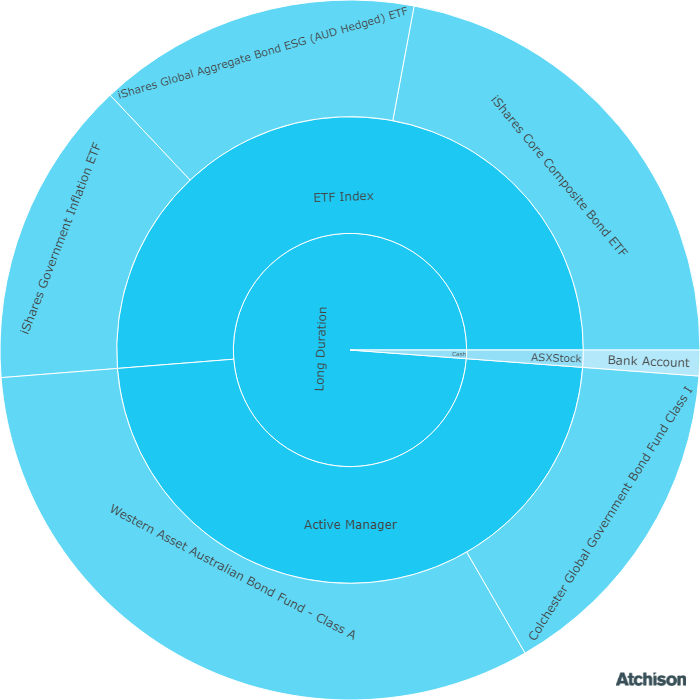 iShares Global Aggregate Bond ESG (AUD Hedged) ETF
iShares Core Composite Bond ETF
iShares Government Inflation ETF
ETF Index
Long Duration
Cash
ASXStock
Bank Account
Active Manager
Western Asset Australian Bond Fund - Class A
Colchester Global Government Bond Fund Class I
Atchison